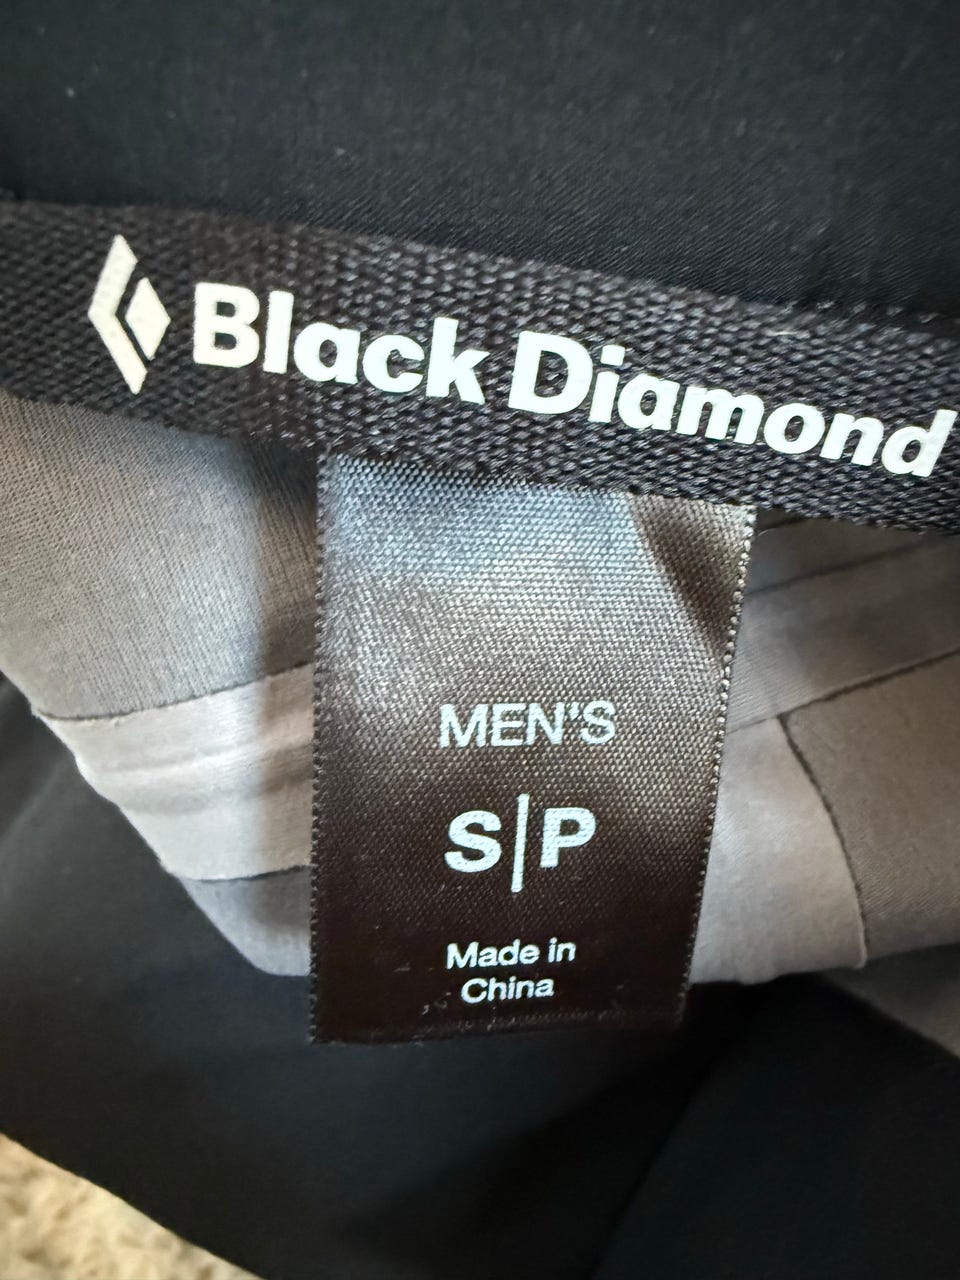 Black Diamond
MEN'S
S|P
Made in
China